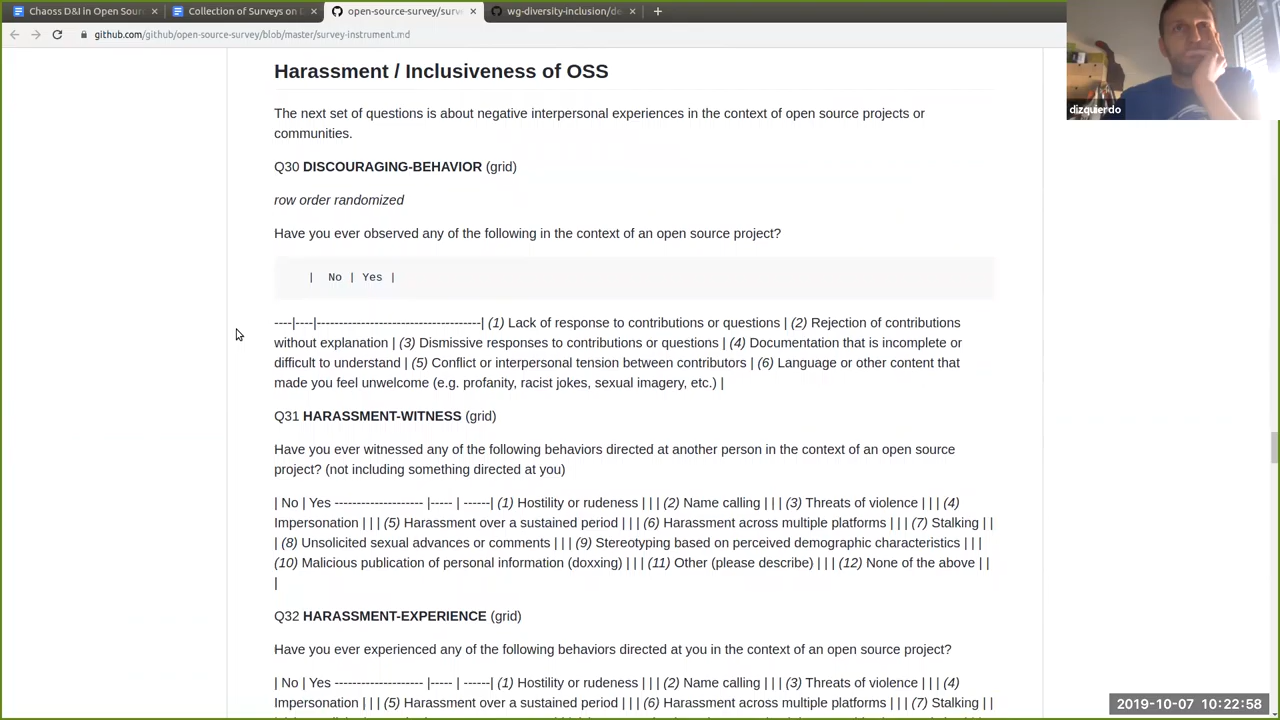 Chaoss D&I in Open Sour
Collection of Surveys on D
open-source-survey/surve
wg-diversity-inclusion/de
github.com/github/open-source-survey/blob/master/survey-instrument.md
dizquierdo
Harassment / Inclusiveness of OSS
The next set of questions is about negative interpersonal experiences in the context of open source projects or
communities.
Q30 DISCOURAGING-BEHAVIOR (grid)
row order randomized
Have you ever observed any of the following in the context of an open source project?
| No | Yes |
----|----|-------------------------------------| (1) Lack of response to contributions or questions | (2) Rejection of contributions
without explanation | (3) Dismissive responses to contributions or questions | (4) Documentation that is incomplete or
difficult to understand | (5) Conflict or interpersonal tension between contributors | (6) Language or other content that
made you feel unwelcome (e.g. profanity, racist jokes, sexual imagery, etc.) |
Q31 HARASSMENT-WITNESS (grid)
Have you ever witnessed any of the following behaviors directed at another person in the context of an open source
project? (not including something directed at you)
| No | Yes -------------------- |----- | ------| (1) Hostility or rudeness | | | (2) Name calling | | | (3) Threats of violence | | | (4)
Impersonation | | | (5) Harassment over a sustained period | | | (6) Harassment across multiple platforms | | | (7) Stalking | |
| (8) Unsolicited sexual advances or comments | | | (9) Stereotyping based on perceived demographic characteristics | | |
(10) Malicious publication of personal information (doxxing) | | | (11) Other (please describe) | | | (12) None of the above | |
|
Q32 HARASSMENT-EXPERIENCE (grid)
Have you ever experienced any of the following behaviors directed at you in the context of an open source project?
| No | Yes -------------------- |----- | ------| (1) Hostility or rudeness | | | (2) Name calling | | | (3) Threats of violence | | | (4)
Impersonation | | | (5) Harassment over a sustained period | | | (6) Harassment across multiple platforms | | | (7) Stalking | |
2019-10-07 10:22:58